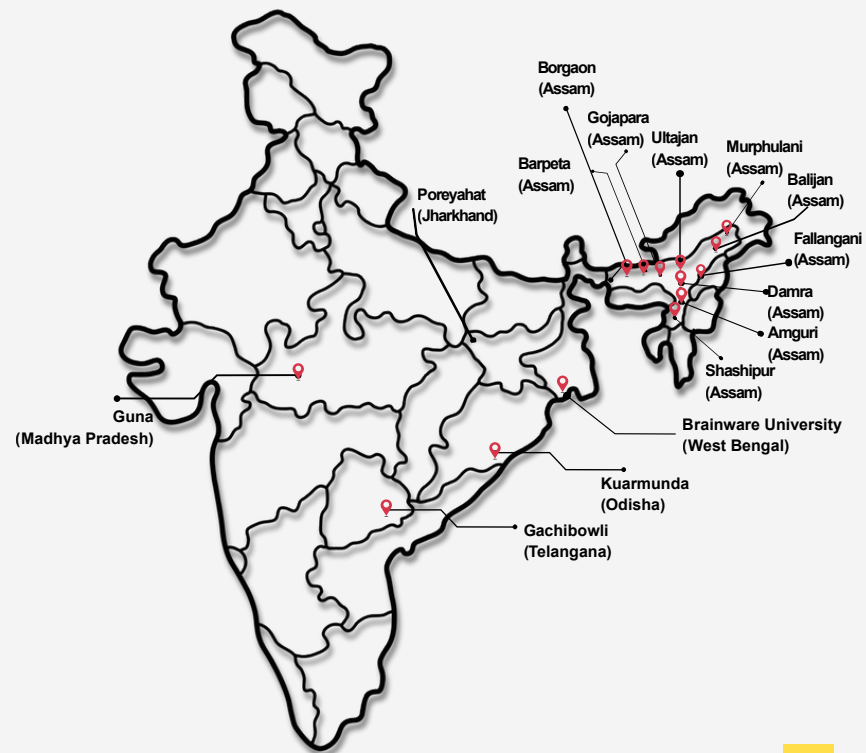 Borgaon
(Assam)
Gojapara
(Assam)
Ultajan
(Assam)
Murphulani
(Assam)
Barpeta
(Assam)
Balijan
(Assam)
Poreyahat
(Jharkhand)
Fallangani
(Assam)
Damra
(Assam)
Amguri
(Assam)
Shashipur
(Assam)
Guna
(Madhya Pradesh)
Brainware University
(West Bengal)
Kuarmunda
(Odisha)
Gachibowli
(Telangana)